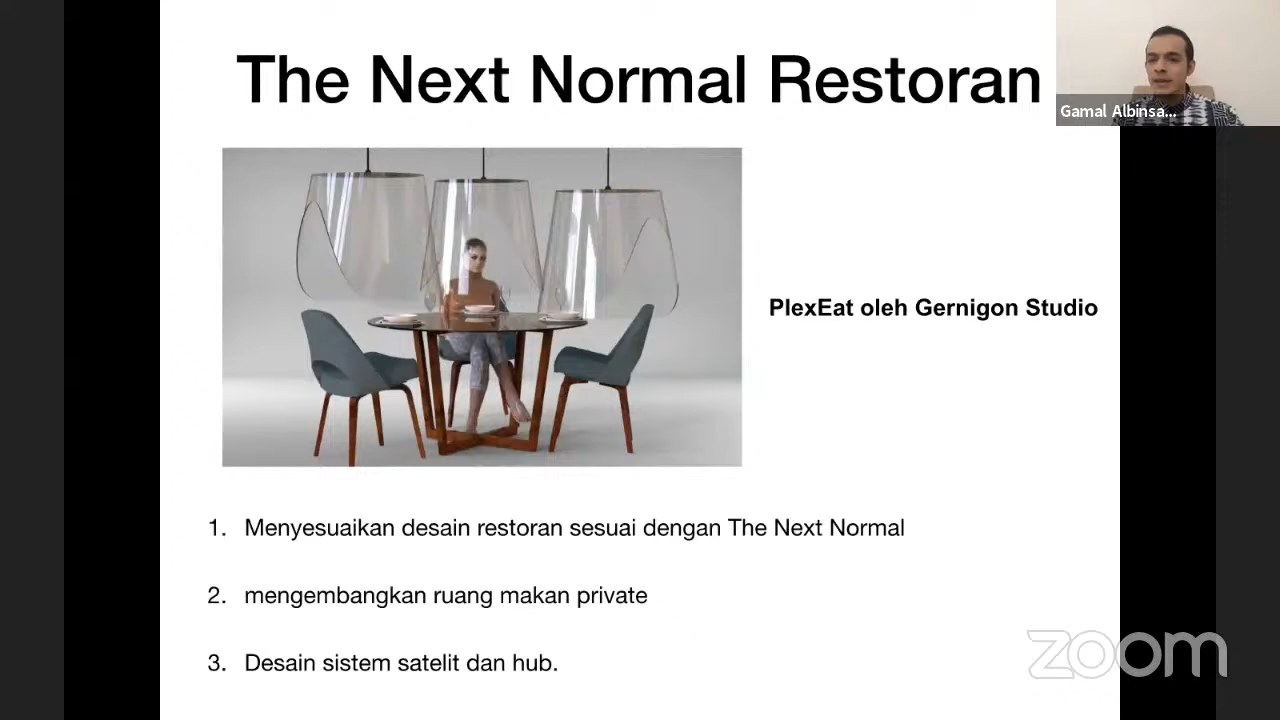 The Next Normal Restoran
Gamal Albinsa...
PlexEat oleh Gernigon Studio
1. Menyesuaikan desain restoran sesuai dengan The Next Normal
2. mengembangkan ruang makan private
3. Desain sistem satelit dan hub.
zoom